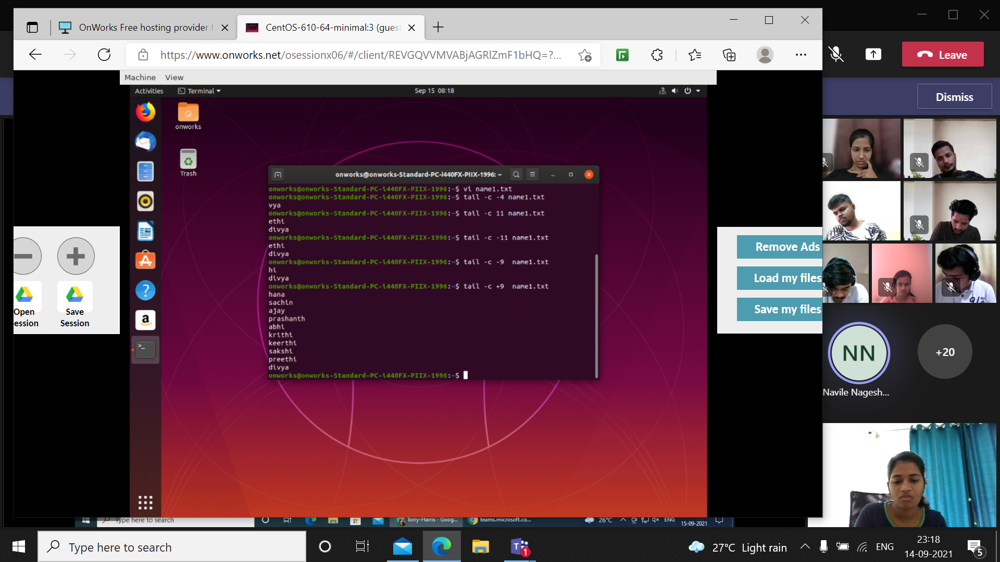 OnWorks Free hosting provider f
CentOS-610-64-minimal:3 (guest
https://www.onworks.net/osessionx06/#/client/REVGQVVMVABjAGRlZmF1bHQ=?...
Leave
Machine View
Activities
Terminal
Sep 15 08:18
Dismiss
onworks
Trash
onworks@onworks-Standard-PC-i440FX-PIIX-1996: ~
onworks@onworks-Standard-PC-i440FX-PIIX-1996:~$ vi name1.txt
onworks@onworks-Standard-PC-i440FX-PIIX-1996:~$ tail -c -4 name1.txt
vya
onworks@onworks-Standard-PC-i440FX-PIIX-1996:~$ tail -c 11 name1.txt
ethi
divya
onworks@onworks-Standard-PC-i440FX-PIIX-1996:~$ tail -c -11 name1.txt
ethi
divya
onworks@onworks-Standard-PC-i440FX-PIIX-1996:~$ tail -c -9  name1.txt
hi
divya
onworks@onworks-Standard-PC-i440FX-PIIX-1996:~$ tail -c +9  name1.txt
hana
sachin
ajay
prashanth
abhi
krithi
keerthi
sakshi
preethi
divya
onworks@onworks-Standard-PC-i440FX-PIIX-1996:~$
Open
ession
Save
Session
Remove Ads
Load my files
Save my files
NN
+20
Navile Nagesh...
Type here to search
Torry-Harris - Goog...
teams.microsoft.co...
26°C
ENG
15-09-2021
Type here to search
1
27°C Light rain
ENG
23:18
14-09-2021
5